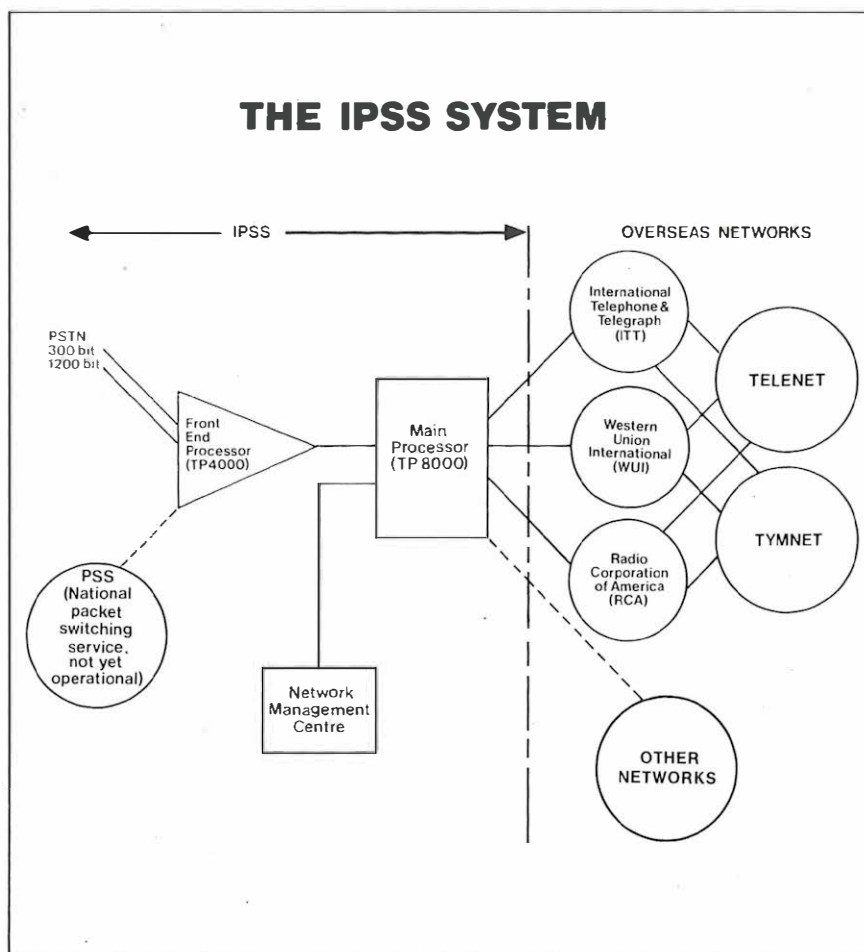 THE IPSS SYSTEM
IPSS
OVERSEAS NETWORKS
PSTN
300 bit
1200 bit
Front
End
Processor
(TP4000)
Main
Processor
(TP 8000)
International
Telephone &
Telegraph
(ITT)
Western
Union
International
(WUI)
Radio
Corporation
of America
(RCA)
TELENET
TYMNET
PSS
(National
packet
switching
service,
not yet
operational)
Network
Management
Centre
OTHER
NETWORKS